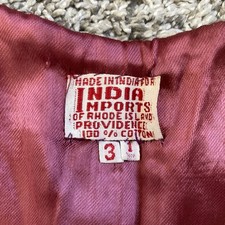 MADE IN INDIA FOR
INDIA
IMPORTS
OF RHODE ISLAND
PROVIDENCE
100 % COTTON
3